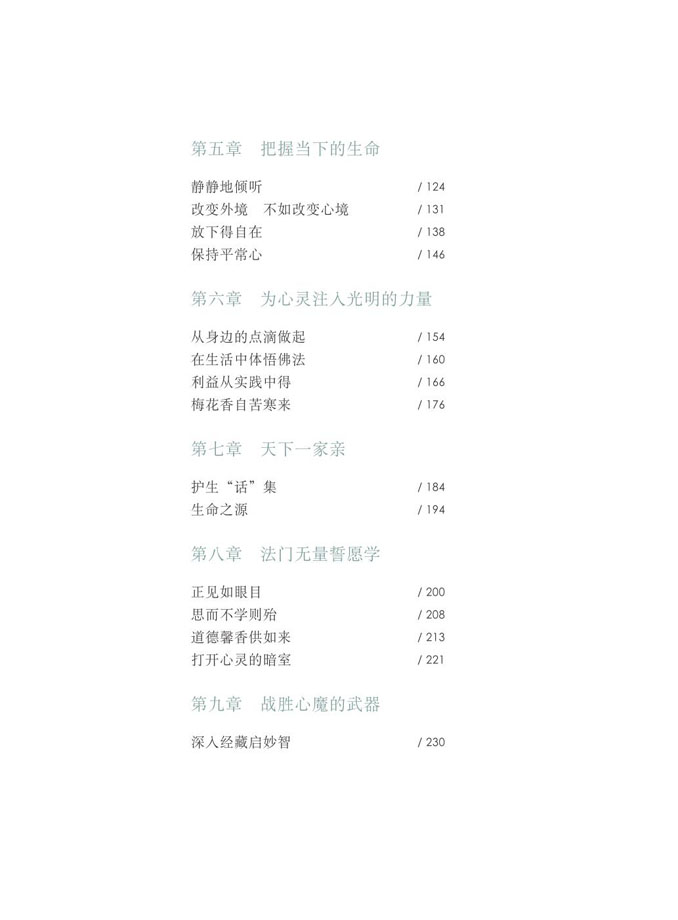 第五章　把握当下的生命
静静地倾听 / 124
改变外境　不如改变心境 / 131
放下得自在 / 138
保持平常心 / 146
第六章　为心灵注入光明的力量
从身边的点滴做起 / 154
在生活中体悟佛法 / 160
利益从实践中得 / 166
梅花香自苦寒来 / 176
第七章　天下一家亲
护生“话”集 / 184
生命之源 / 194
第八章　法门无量誓愿学
正见如眼目 / 200
思而不学则殆 / 208
道德馨香供如来 / 213
打开心灵的暗室 / 221
第九章　战胜心魔的武器
深入经藏启妙智 / 230